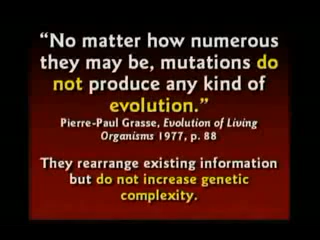 “No matter how numerous
they may be, mutations do
not produce any kind of
evolution.”
Pierre-Paul Grasse, Evolution of Living
Organisms 1977, p. 88
They rearrange existing information
but do not increase genetic
complexity.